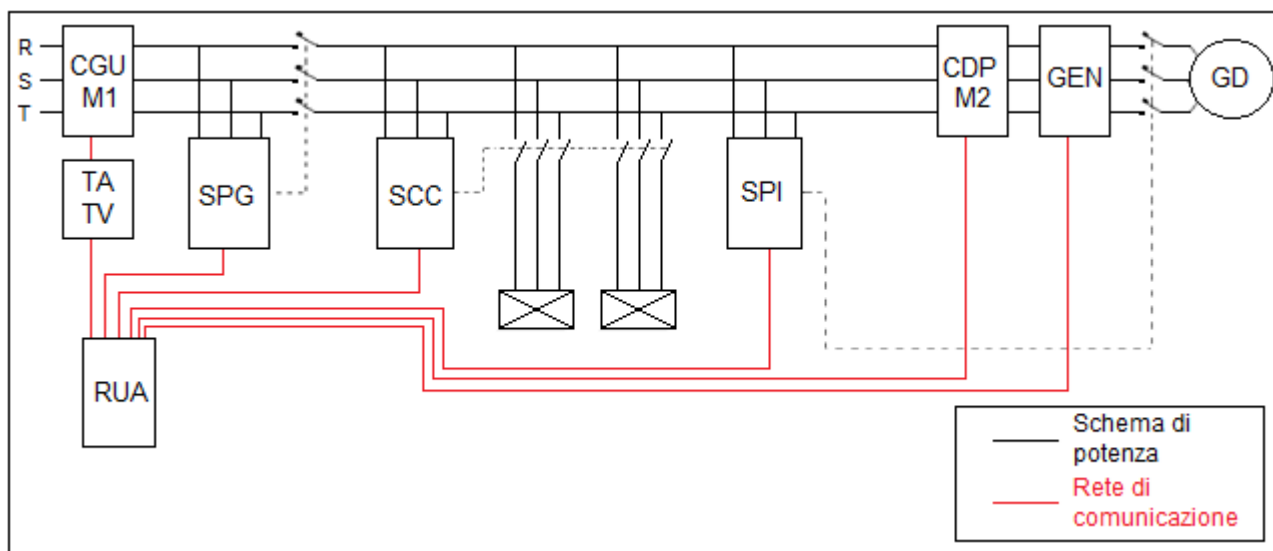 R
S
T
CGU
M1
TA
TV
SPG
SCC
SPI
CDP
M2
GEN
GD
RUA
Schema di
potenza
Rete di
comunicazione